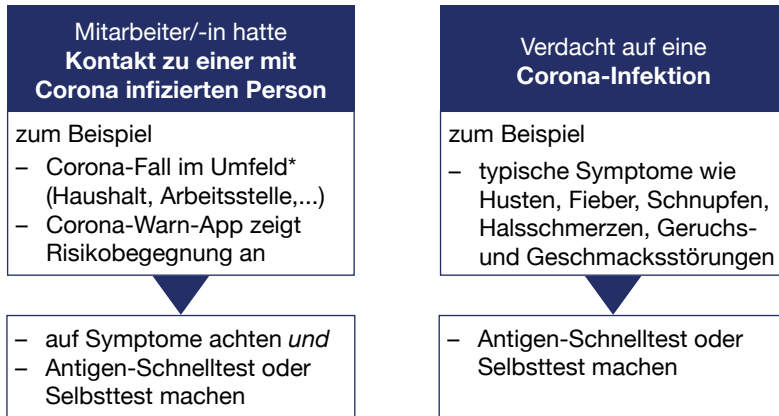 Mitarbeiter/-in hatte
Kontakt zu einer mit
Corona infizierten Person
zum Beispiel
– Corona-Fall im Umfeld*
(Haushalt, Arbeitsstelle,...)
– Corona-Warn-App zeigt
Risikobegegnung an
– auf Symptome achten und
– Antigen-Schnelltest oder
Selbsttest machen
Verdacht auf eine
Corona-Infektion
zum Beispiel
– typische Symptome wie
Husten, Fieber, Schnupfen,
Halsschmerzen, Geruchs-
und Geschmacksstörungen
– Antigen-Schnelltest oder
Selbsttest machen